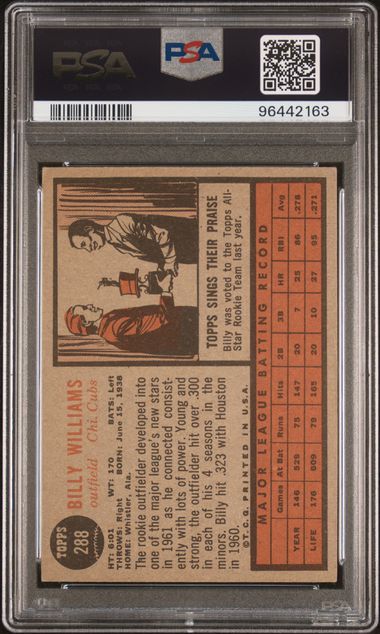 PSA
PSA
96442163
TOPPS
288
BILLY WILLIAMS
outfield Chi. Cubs
HT: 6:01 WT: 170 BATS: Left
THROWS: Right BORN: June 15, 1938
HOME: Whistler, Ala.
The rookie outfielder developed into
one of the major league's new stars
in 1961 as he connected consist-
ently with lots of power. Young and
strong, the outfielder hit over .300
in each of his 4 seasons in the
minors. Billy hit .323 with Houston
in 1960.
©T.C.G. PRINTED IN U.S.A.
TOPPS SINGS THEIR PRAISE
Billy was voted to the Topps All-
Star Rookie Team last year.
MAJOR LEAGUE BATTING RECORD
Games At Bat Runs Hits 2B 3B HR RBI Avg
YEAR 146 529 75 147 20 7 25 86 .278
LIFE 176 609 79 165 20 10 27 95 .271